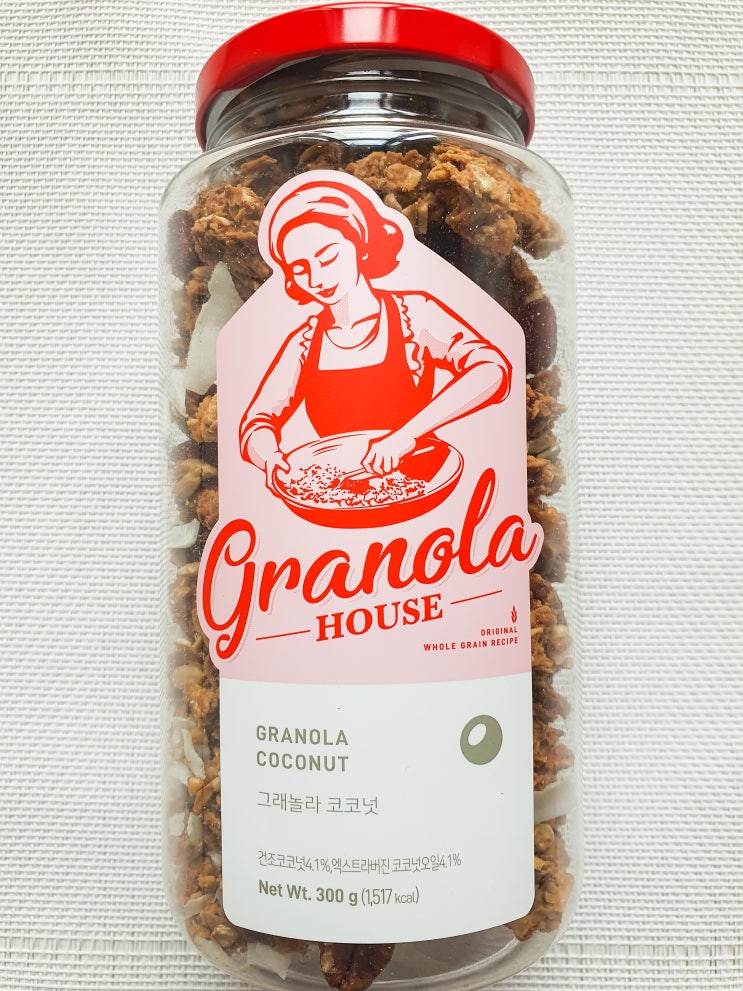 Granola
HOUSE
ORIGINAL
WHOLE GRAIN RECIPE
GRANOLA
COCONUT
그래놀라 코코넛
건조코코넛4.1%,엑스트라버진 코코넛오일4.1%
Net Wt. 300 g (1,517 kcal)